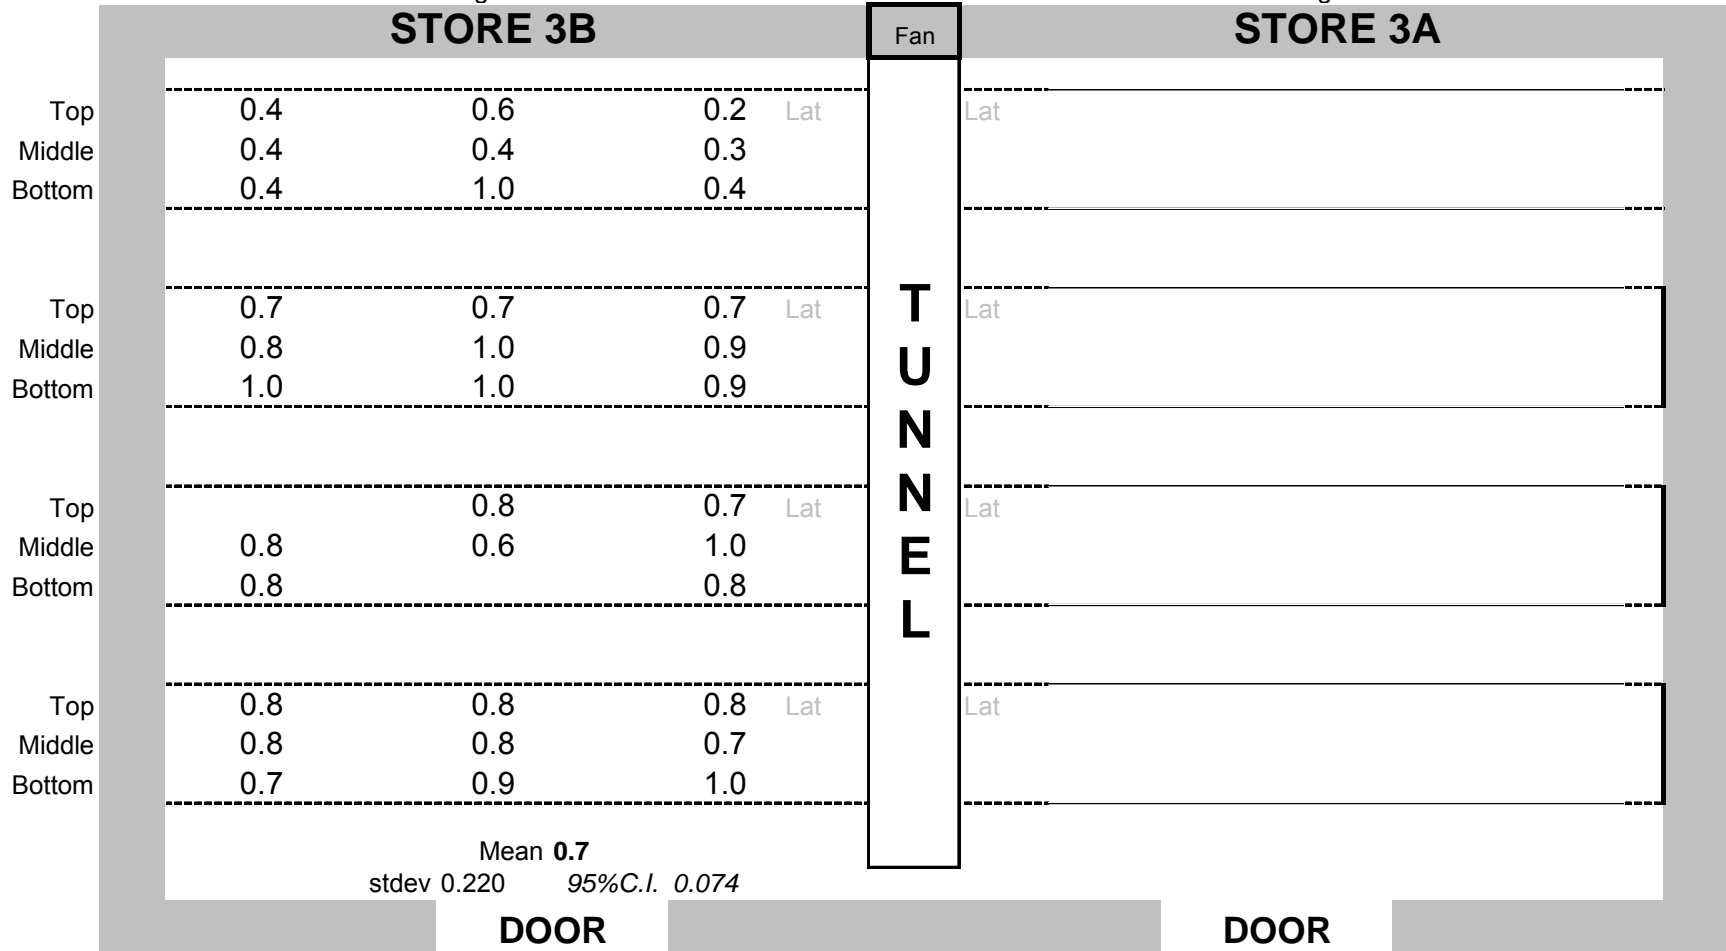 STORE 3B Fan STORE 3A
Top 0.4 0.6 0.2 Lat Lat
Middle 0.4 0.4 0.3
Bottom 0.4 1.0 0.4
Top 0.7 0.7 0.7 Lat Lat
Middle 0.8 1.0 0.9
Bottom 1.0 1.0 0.9
Top 0.8 0.7 Lat Lat
Middle 0.8 0.6 1.0
Bottom 0.8 0.8
Top 0.8 0.8 0.8 Lat Lat
Middle 0.8 0.8 0.7
Bottom 0.7 0.9 1.0
TUNNEL
Mean 0.7
stdev 0.220 95%C.I. 0.074
DOOR DOOR